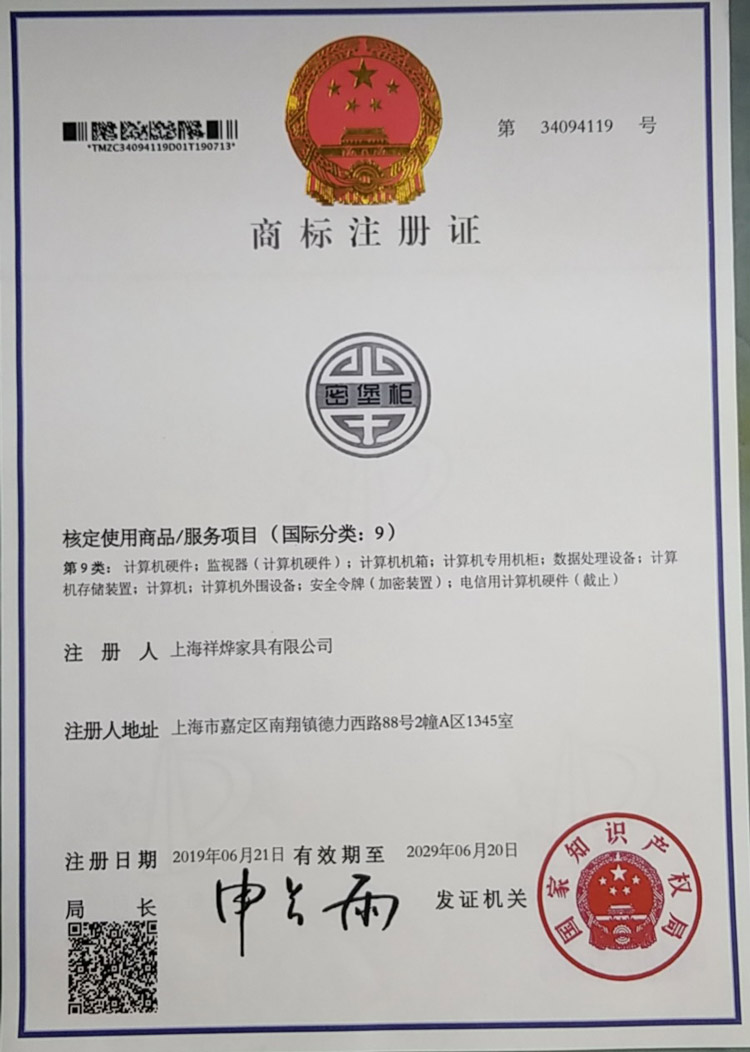 第 34094119 号
*TMZC34094119D01T190713*
商标注册证
密堡柜
核定使用商品/服务项目（国际分类：9）
第9类：计算机硬件；监视器（计算机硬件）；计算机机箱；计算机专用机柜；数据处理设备；计算
机存储装置；计算机；计算机外围设备；安全令牌（加密装置）；电信用计算机硬件（截止）
注册人 上海祥烨家具有限公司
注册人地址 上海市嘉定区南翔镇德力西路88号2幢A区1345室
注册日期 2019年06月21日 有效期至 2029年06月20日
局长 申长雨 发证机关
国家知识产权局